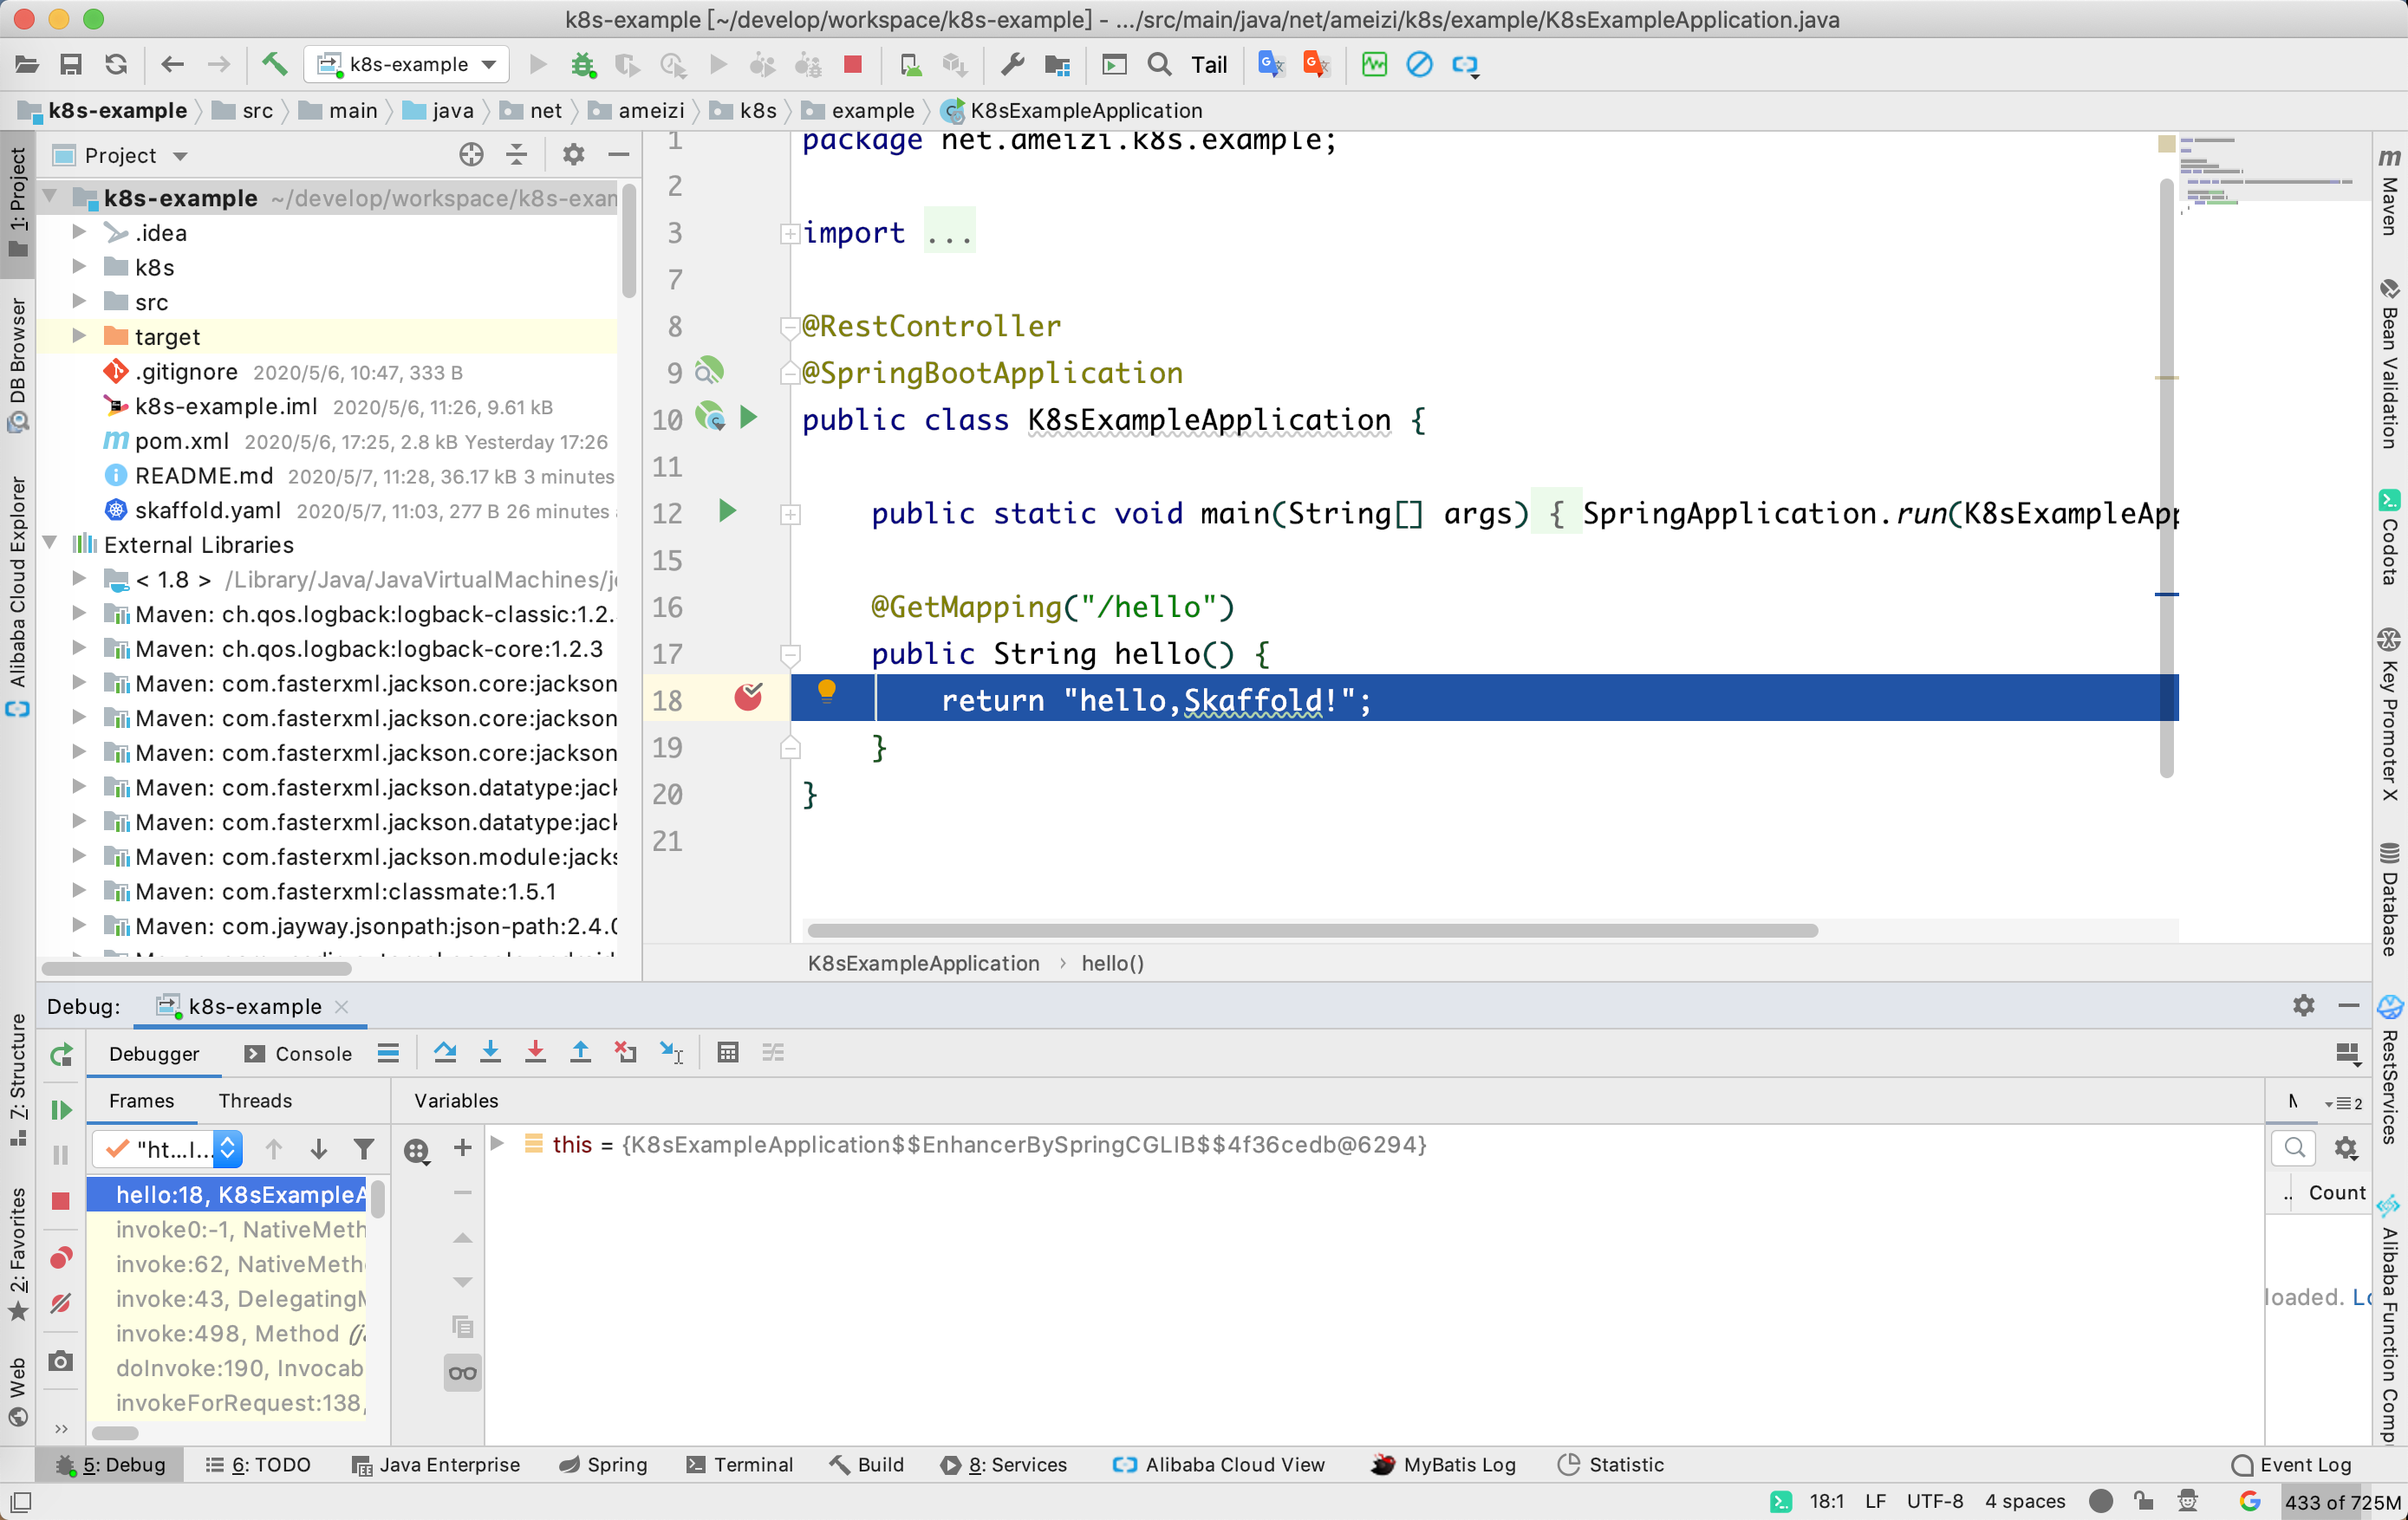 k8s-example [~/develop/workspace/k8s-example] - .../src/main/java/net/ameizi/k8s/example/K8sExampleApplication.java
k8s-example
Tail
k8s-example
src
main
java
net
ameizi
k8s
example
K8sExampleApplication
1: Project
DB Browser
Alibaba Cloud Explorer
7: Structure
2: Favorites
Web
Project
k8s-example ~/develop/workspace/k8s-exam
.idea
k8s
src
target
.gitignore 2020/5/6, 10:47, 333 B
k8s-example.iml 2020/5/6, 11:26, 9.61 kB
pom.xml 2020/5/6, 17:25, 2.8 kB Yesterday 17:26
README.md 2020/5/7, 11:28, 36.17 kB 3 minutes
skaffold.yaml 2020/5/7, 11:03, 277 B 26 minutes
External Libraries
< 1.8 > /Library/Java/JavaVirtualMachines/j
Maven: ch.qos.logback:logback-classic:1.2.
Maven: ch.qos.logback:logback-core:1.2.3
Maven: com.fasterxml.jackson.core:jackson
Maven: com.fasterxml.jackson.core:jackson
Maven: com.fasterxml.jackson.core:jackson
Maven: com.fasterxml.jackson.datatype:jack
Maven: com.fasterxml.jackson.datatype:jack
Maven: com.fasterxml.jackson.module:jacks
Maven: com.fasterxml:classmate:1.5.1
Maven: com.jayway.jsonpath:json-path:2.4.0
1 package net.ameizi.k8s.example;
2
3 import ...
7
8 @RestController
9 @SpringBootApplication
10 public class K8sExampleApplication {
11
12 public static void main(String[] args) { SpringApplication.run(K8sExampleApp
15
16 @GetMapping("/hello")
17 public String hello() {
18 return "hello,Skaffold!";
19 }
20 }
21
K8sExampleApplication › hello()
Maven
Bean Validation
Codota
Key Promoter X
Database
RestServices
Alibaba Function Comp
Debug: k8s-example
Debugger Console
Frames Threads Variables
2
"ht...l...
this = {K8sExampleApplication$$EnhancerBySpringCGLIB$$4f36cedb@6294}
hello:18, K8sExampleA
invoke0:-1, NativeMeth
invoke:62, NativeMeth
invoke:43, DelegatingM
invoke:498, Method (ja
doInvoke:190, Invocab
invokeForRequest:138,
.. Count
loaded. Lo
5: Debug
6: TODO
Java Enterprise
Spring
Terminal
Build
8: Services
Alibaba Cloud View
MyBatis Log
Statistic
Event Log
18:1 LF UTF-8 4 spaces 433 of 725M